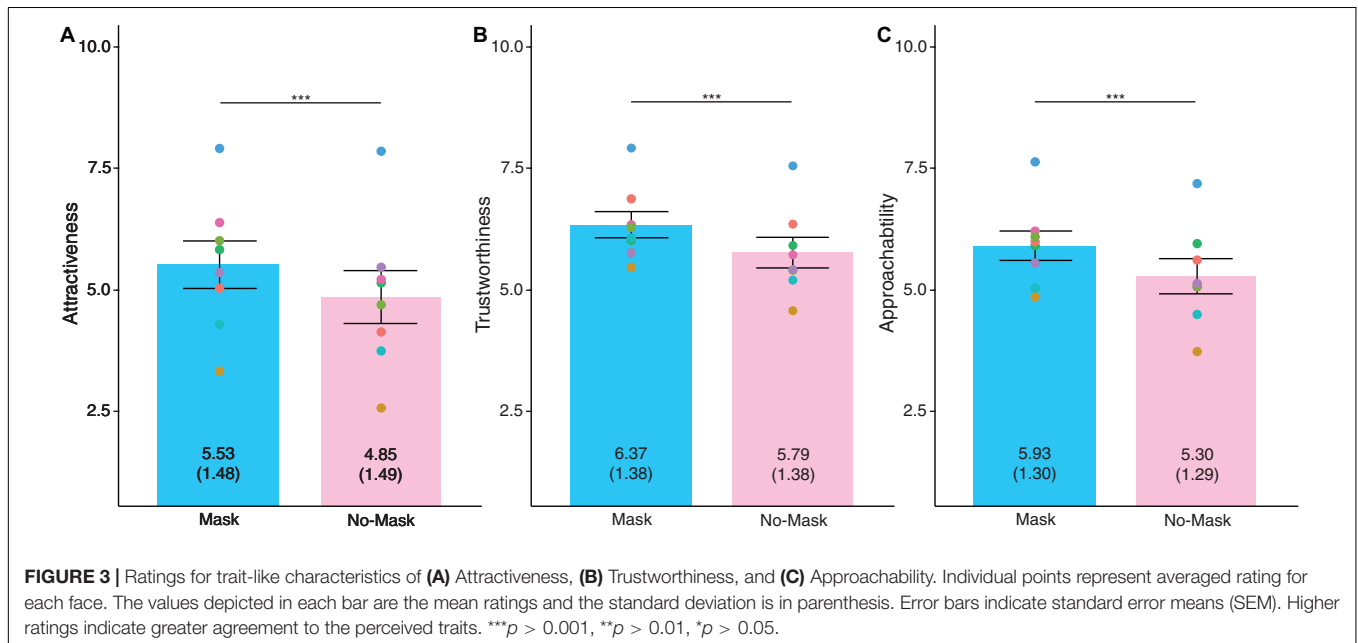 A
10.0
7.5
5.0
2.5
Attractiveness
***
5.53
(1.48)
4.85
(1.49)
Mask
No-Mask
B
10.0
7.5
5.0
2.5
Trustworthiness
***
6.37
(1.38)
5.79
(1.38)
Mask
No-Mask
C
10.0
7.5
5.0
2.5
Approachabtility
***
5.93
(1.30)
5.30
(1.29)
Mask
No-Mask
FIGURE 3 | Ratings for trait-like characteristics of (A) Attractiveness, (B) Trustworthiness, and (C) Approachability. Individual points represent averaged rating for
each face. The values depicted in each bar are the mean ratings and the standard deviation is in parenthesis. Error bars indicate standard error means (SEM). Higher
ratings indicate greater agreement to the perceived traits. ***p > 0.001, **p > 0.01, *p > 0.05.